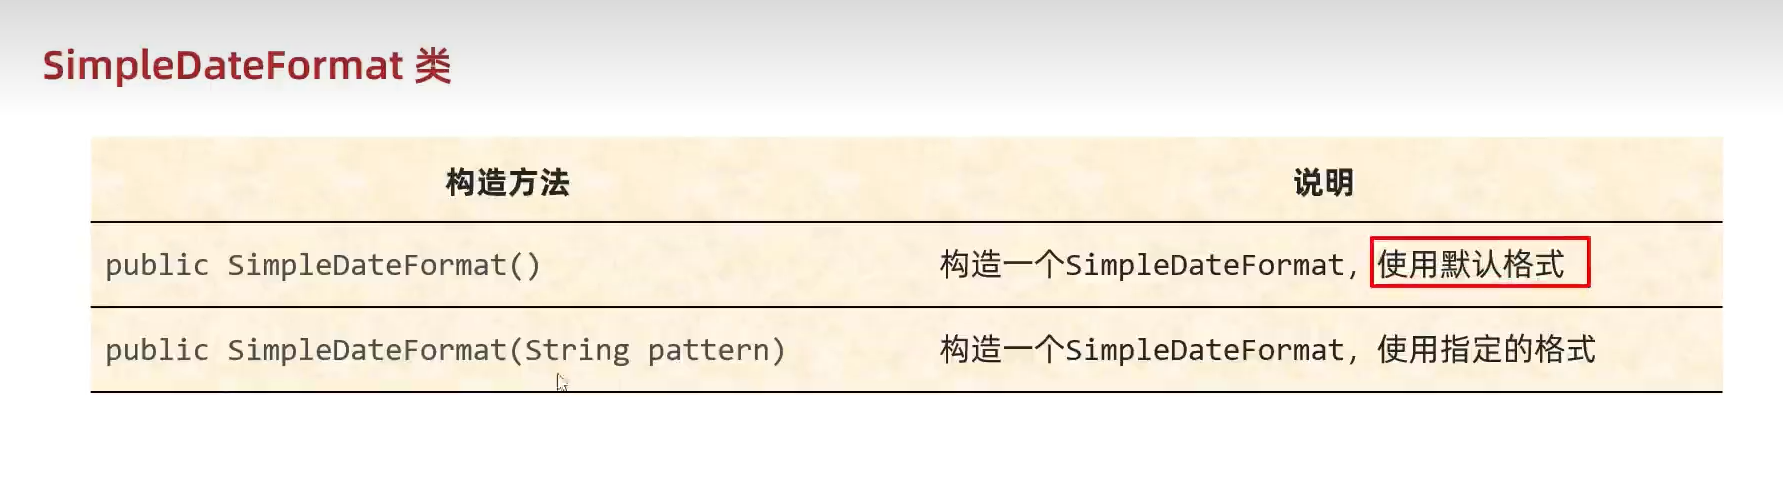 SimpleDateFormat 类
构造方法 说明
public SimpleDateFormat() 构造一个SimpleDateFormat，使用默认格式
public SimpleDateFormat(String pattern) 构造一个SimpleDateFormat，使用指定的格式